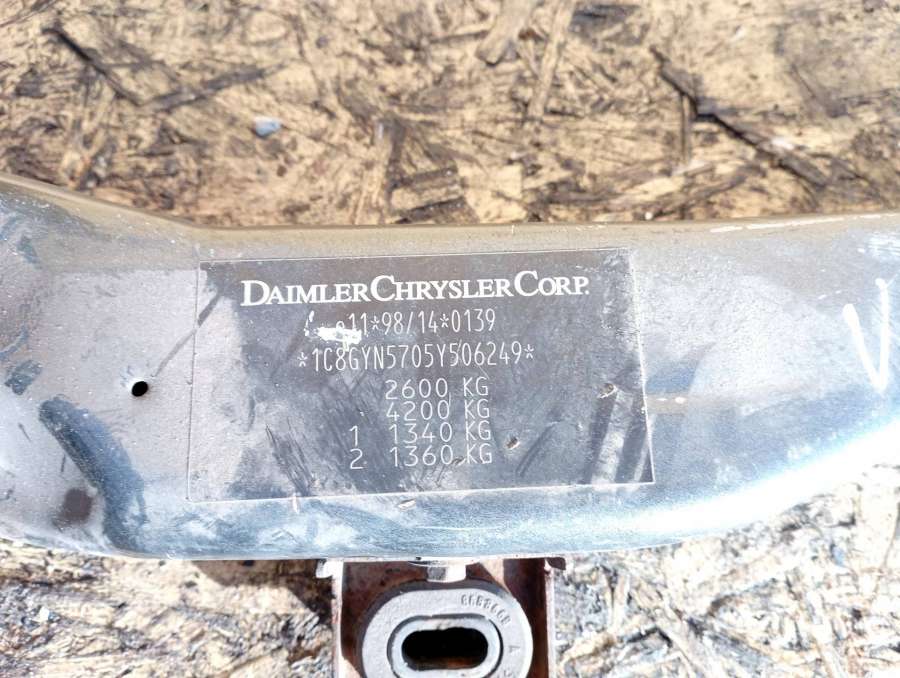 DAIMLERCHRYSLER CORP.
11*98/14*0139
*1C8GYN5705Y506249*
2600 KG
4200 KG
1 1340 KG
2 1360 KG